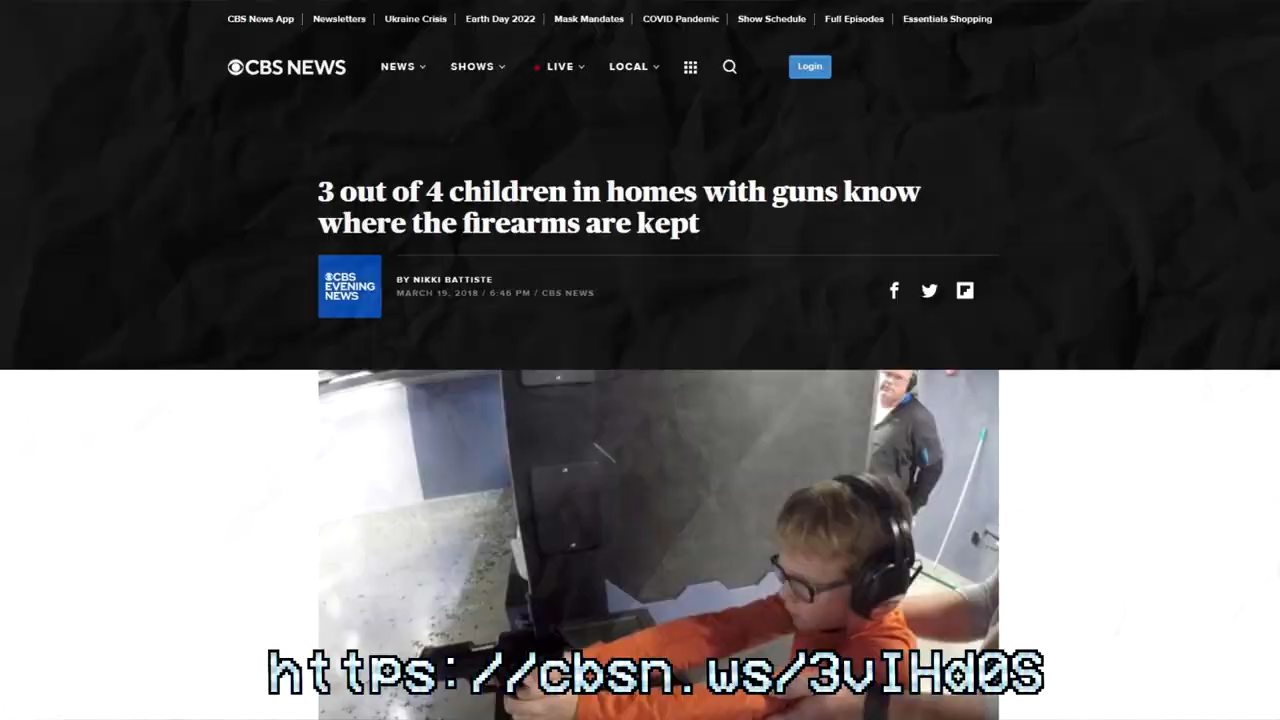 CBS News App Newsletters Ukraine Crisis Earth Day 2022 Mask Mandates COVID Pandemic Show Schedule Full Episodes Essentials Shopping
CBS NEWS NEWS SHOWS LIVE LOCAL Login
3 out of 4 children in homes with guns know
where the firearms are kept
CBS
EVENING
NEWS
BY NIKKI BATTISTE
MARCH 19, 2018 / 6:46 PM / CBS NEWS
https://cbsn.ws/3vIHd0S